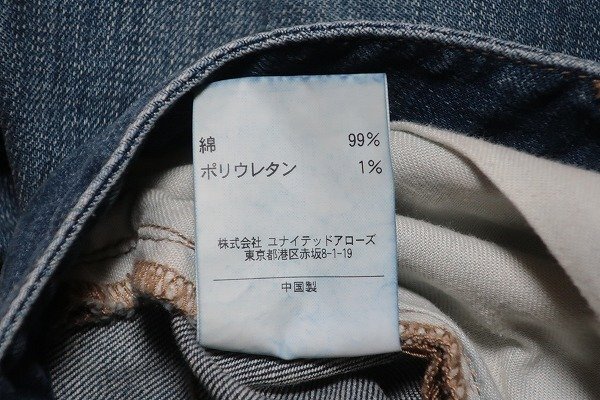 綿 99%
ポリウレタン 1%
株式会社 ユナイテッドアローズ
東京都港区赤坂8-1-19
中国製